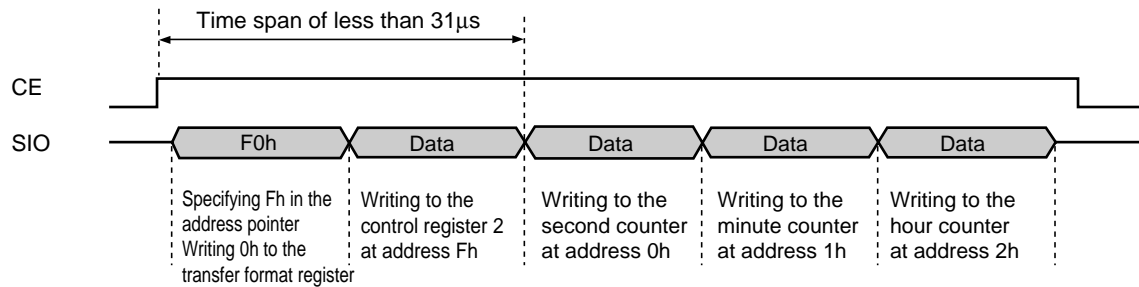 Time span of less than 31μs
CE
SIO
F0h
Data
Data
Data
Data
Specifying Fh in the
address pointer
Writing 0h to the
transfer format register
Writing to the
control register 2
at address Fh
Writing to the
second counter
at address 0h
Writing to the
minute counter
at address 1h
Writing to the
hour counter
at address 2h